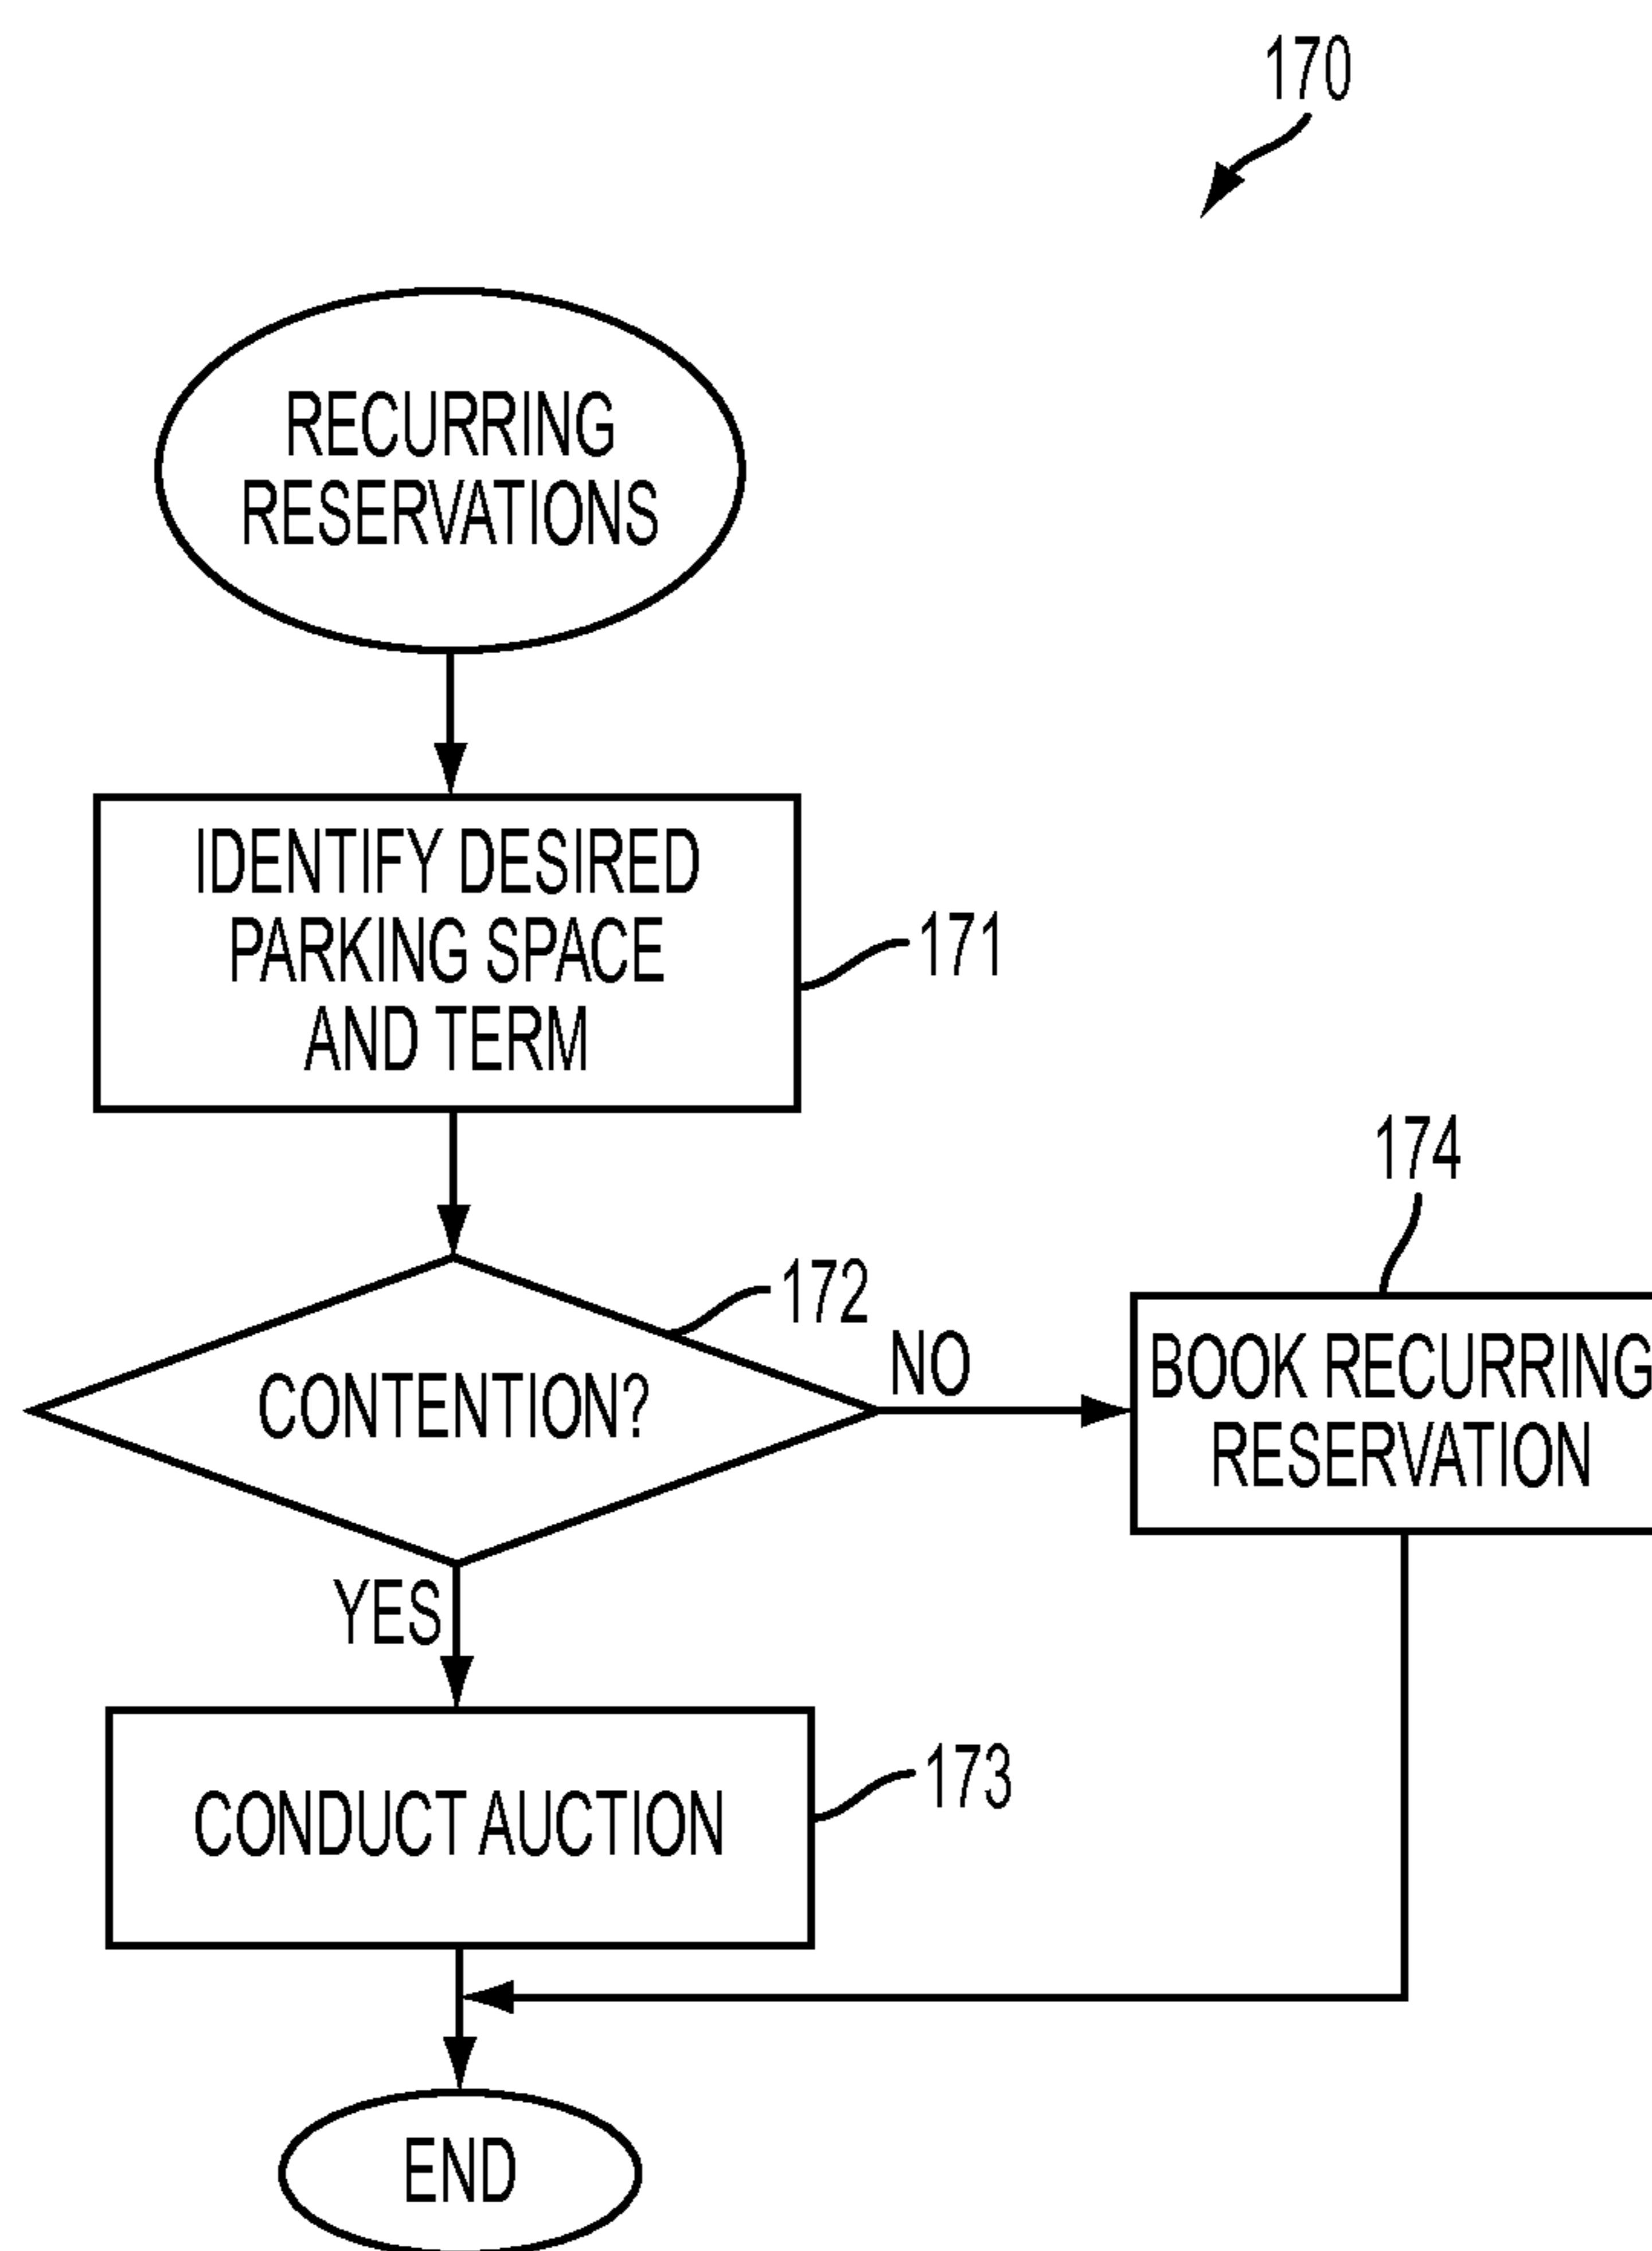 170
RECURRING
RESERVATIONS
IDENTIFY DESIRED
PARKING SPACE
AND TERM
171
174
172
NO
CONTENTION?
BOOK RECURRING
RESERVATION
YES
CONDUCT AUCTION
173
END